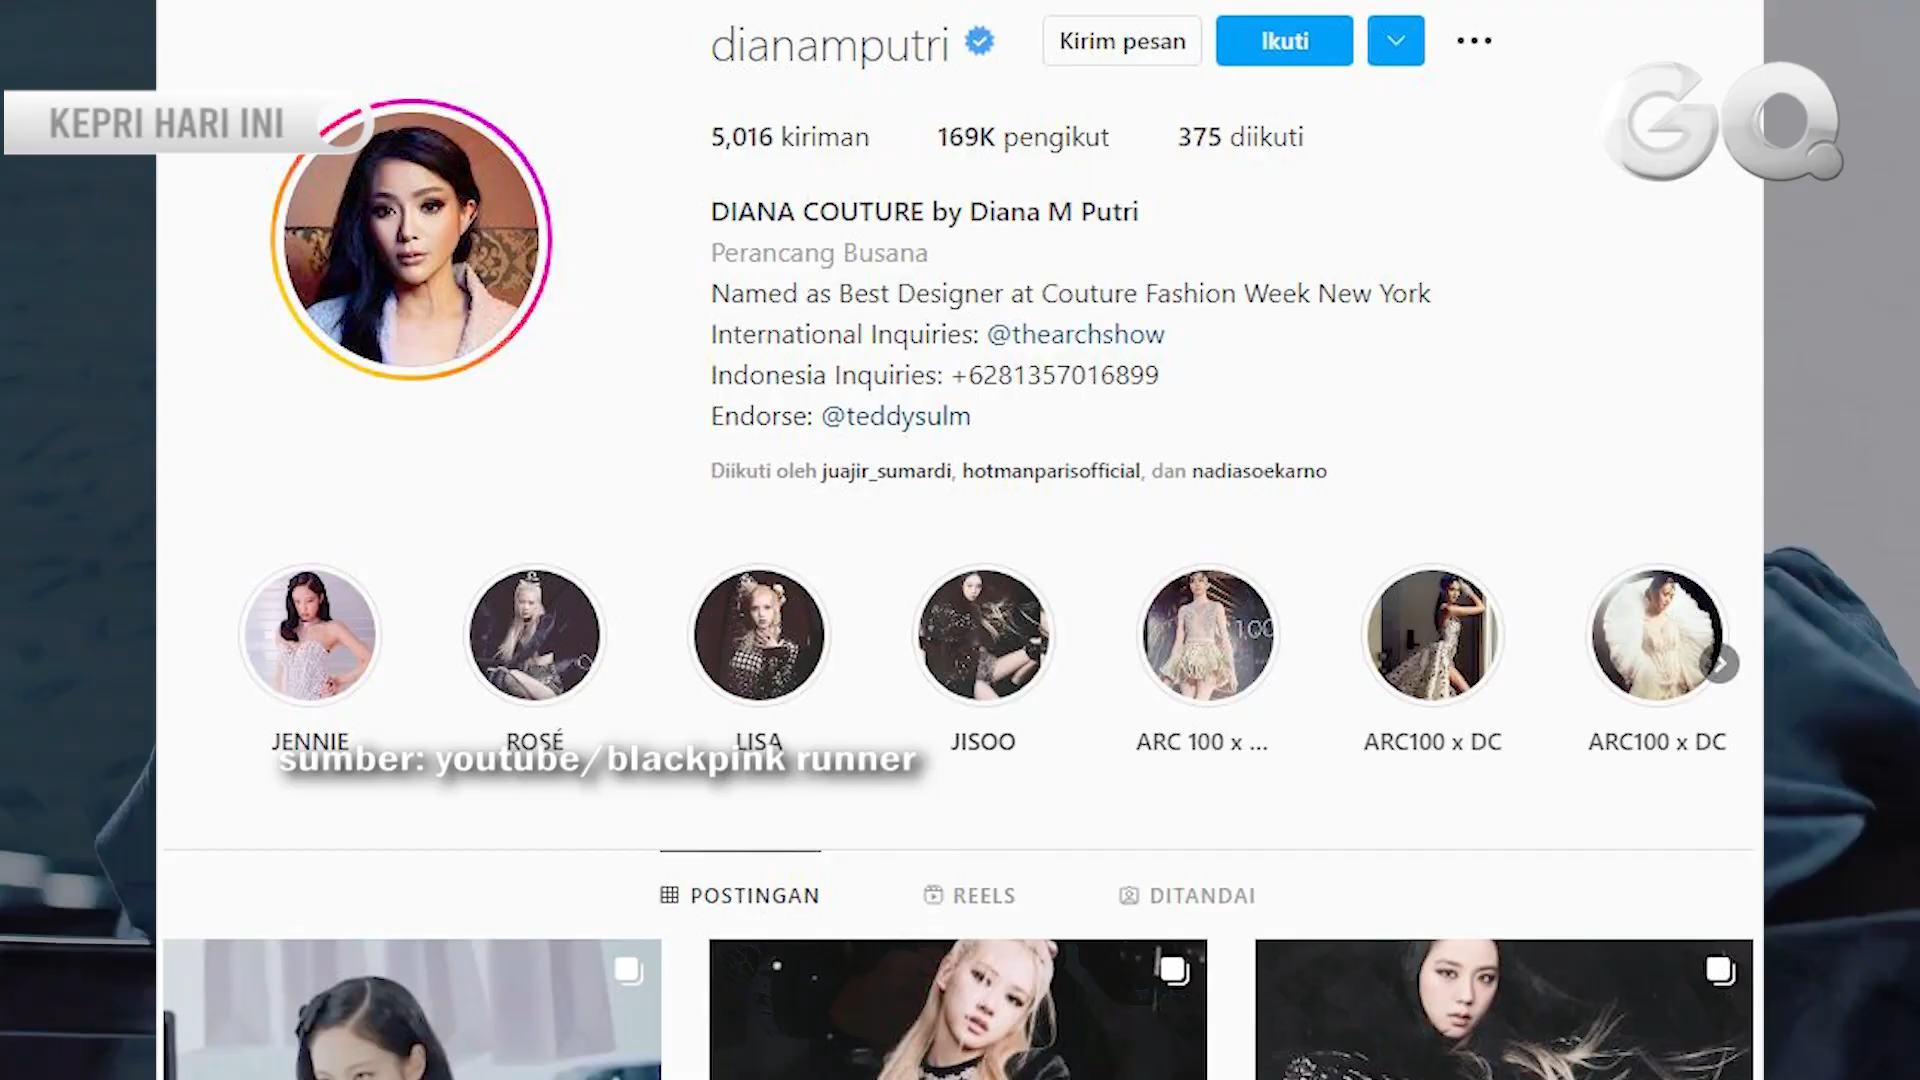 dianamputri
Kirim pesan
Ikuti
KEPRI HARI INI
GQ
5,016 kiriman 169K pengikut 375 diikuti
DIANA COUTURE by Diana M Putri
Perancang Busana
Named as Best Designer at Couture Fashion Week New York
International Inquiries: @thearchshow
Indonesia Inquiries: +6281357016899
Endorse: @teddysulm
Diikuti oleh juajir_sumardi, hotmanparisofficial, dan nadiasoekarno
100
JENNIE ROSÉ LISA JISOO ARC 100 x ... ARC100 x DC ARC100 x DC
sumber: youtube/blackpink runner
POSTINGAN REELS DITANDAI